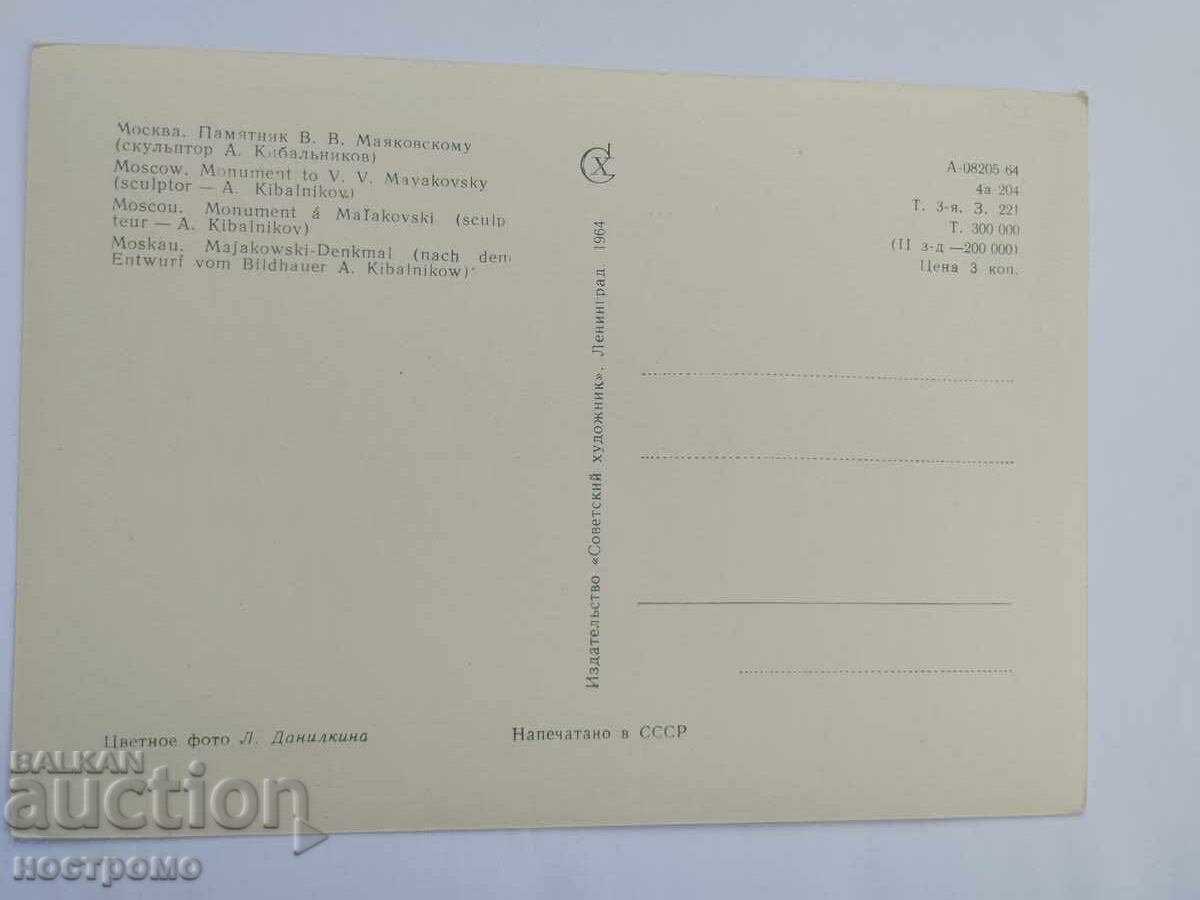 Москва. Памятник В. В. Маяковскому
(скульптор А. Кибальников)
Moscow. Monument to V. V. Mayakovsky
(sculptor — A. Kibalnikov)
Moscou. Monument á Maïakovski (sculp
teur — A. Kibalnikov)
Moskau. Majakowski-Denkmal (nach dem
Entwurf vom Bildhauer A. Kibalnikow)
Цветное фото Л. Данилкина
СХ
Издательство «Советский художник». Ленинград. 1964
Напечатано в СССР
А-08205 64
4а-204
Т. 3-я. З. 221
Т. 300 000
(II з-д —200 000)
Цена 3 коп.
BALKAN
auction
ностромо